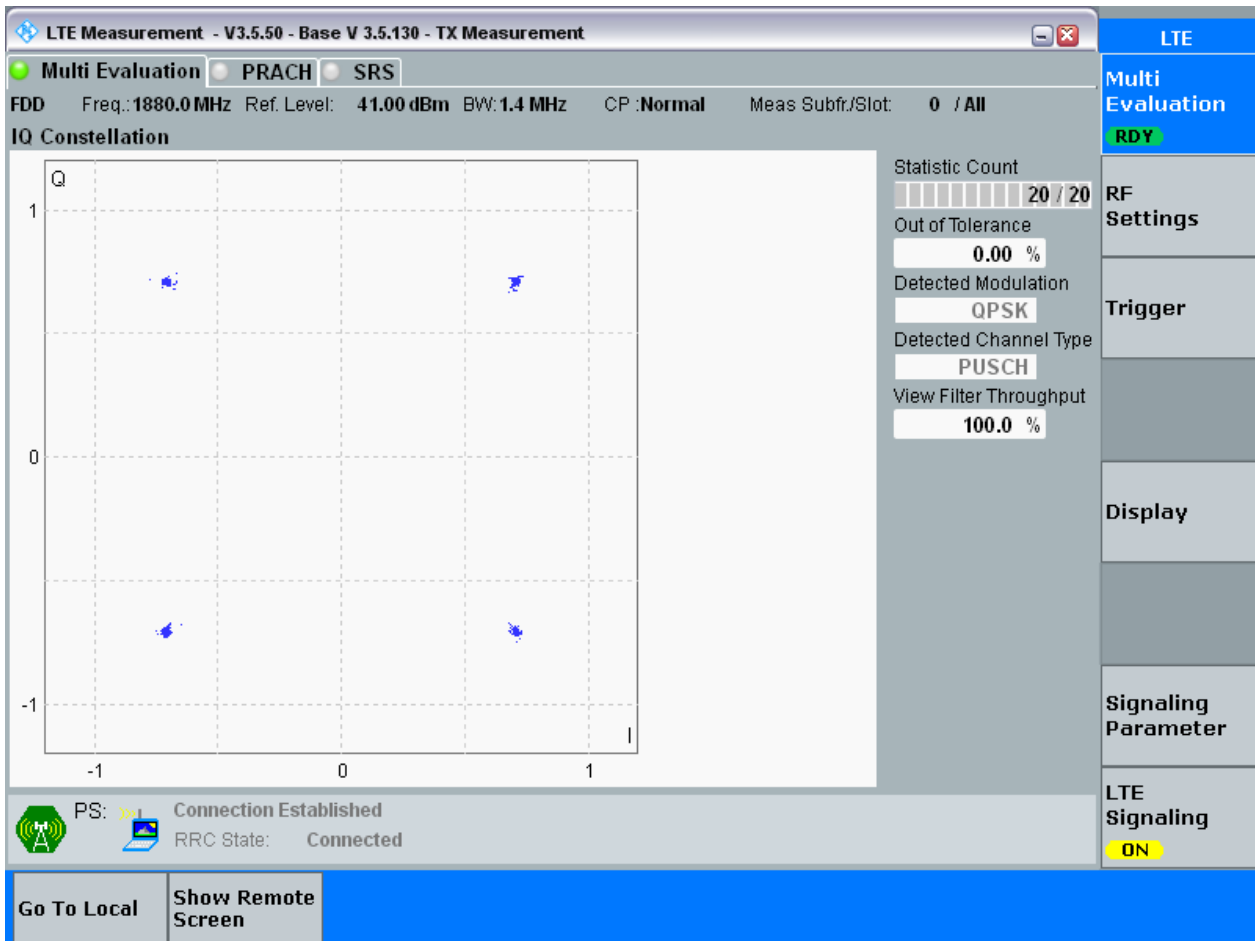 LTE Measurement - V3.5.50 - Base V 3.5.130 - TX Measurement
LTE
Multi Evaluation PRACH SRS
Multi
Evaluation
RDY
FDD Freq.: 1880.0 MHz Ref. Level: 41.00 dBm BW: 1.4 MHz CP : Normal Meas Subfr./Slot: 0 / All
IQ Constellation
Q
1
0
-1
I
-1 0 1
Statistic Count
20 / 20
Out of Tolerance
0.00 %
Detected Modulation
QPSK
Detected Channel Type
PUSCH
View Filter Throughput
100.0 %
RF
Settings
Trigger
Display
Signaling
Parameter
LTE
Signaling
ON
PS: Connection Established
RRC State: Connected
Go To Local
Show Remote
Screen